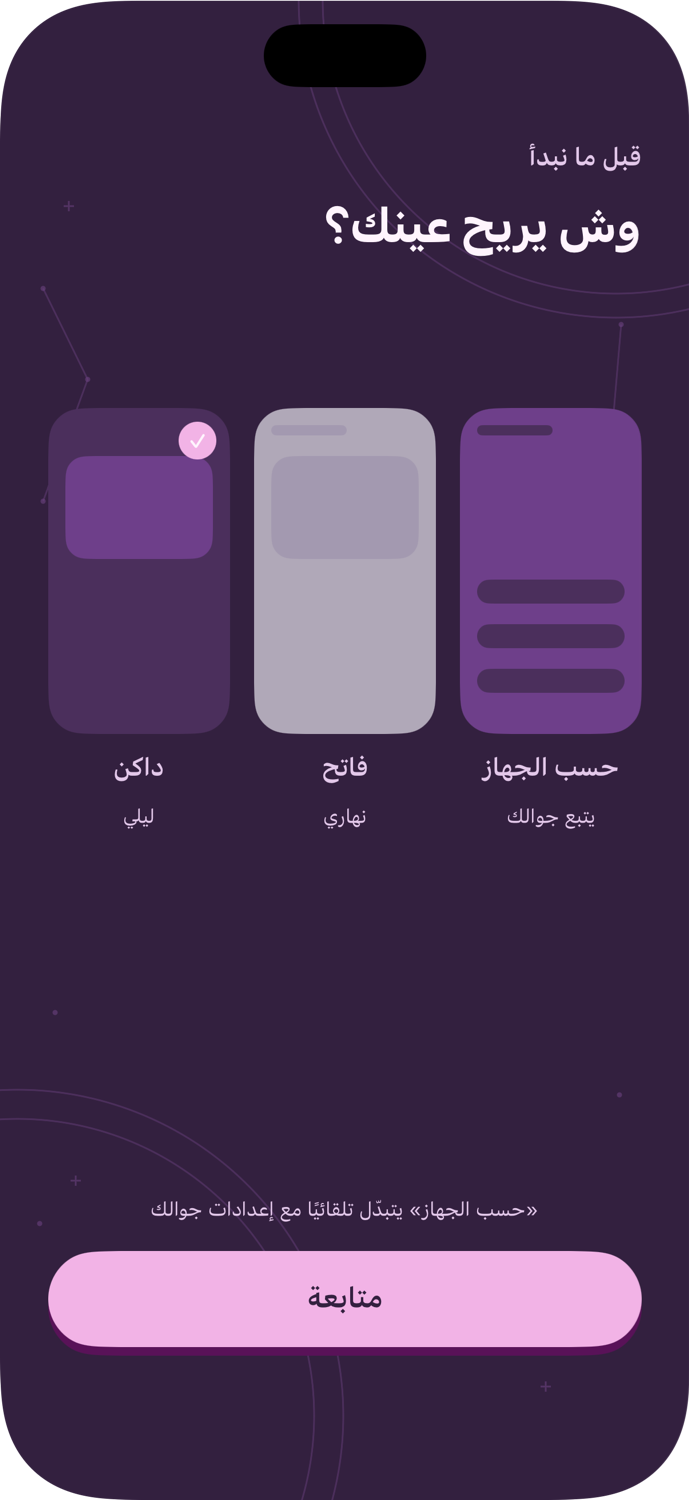 قبل ما نبدأ
وش يريح عينك؟
حسب الجهاز
يتبع جوالك
فاتح
نهاري
داكن
ليلي
«حسب الجهاز» يتبدّل تلقائيًا مع إعدادات جوالك
متابعة